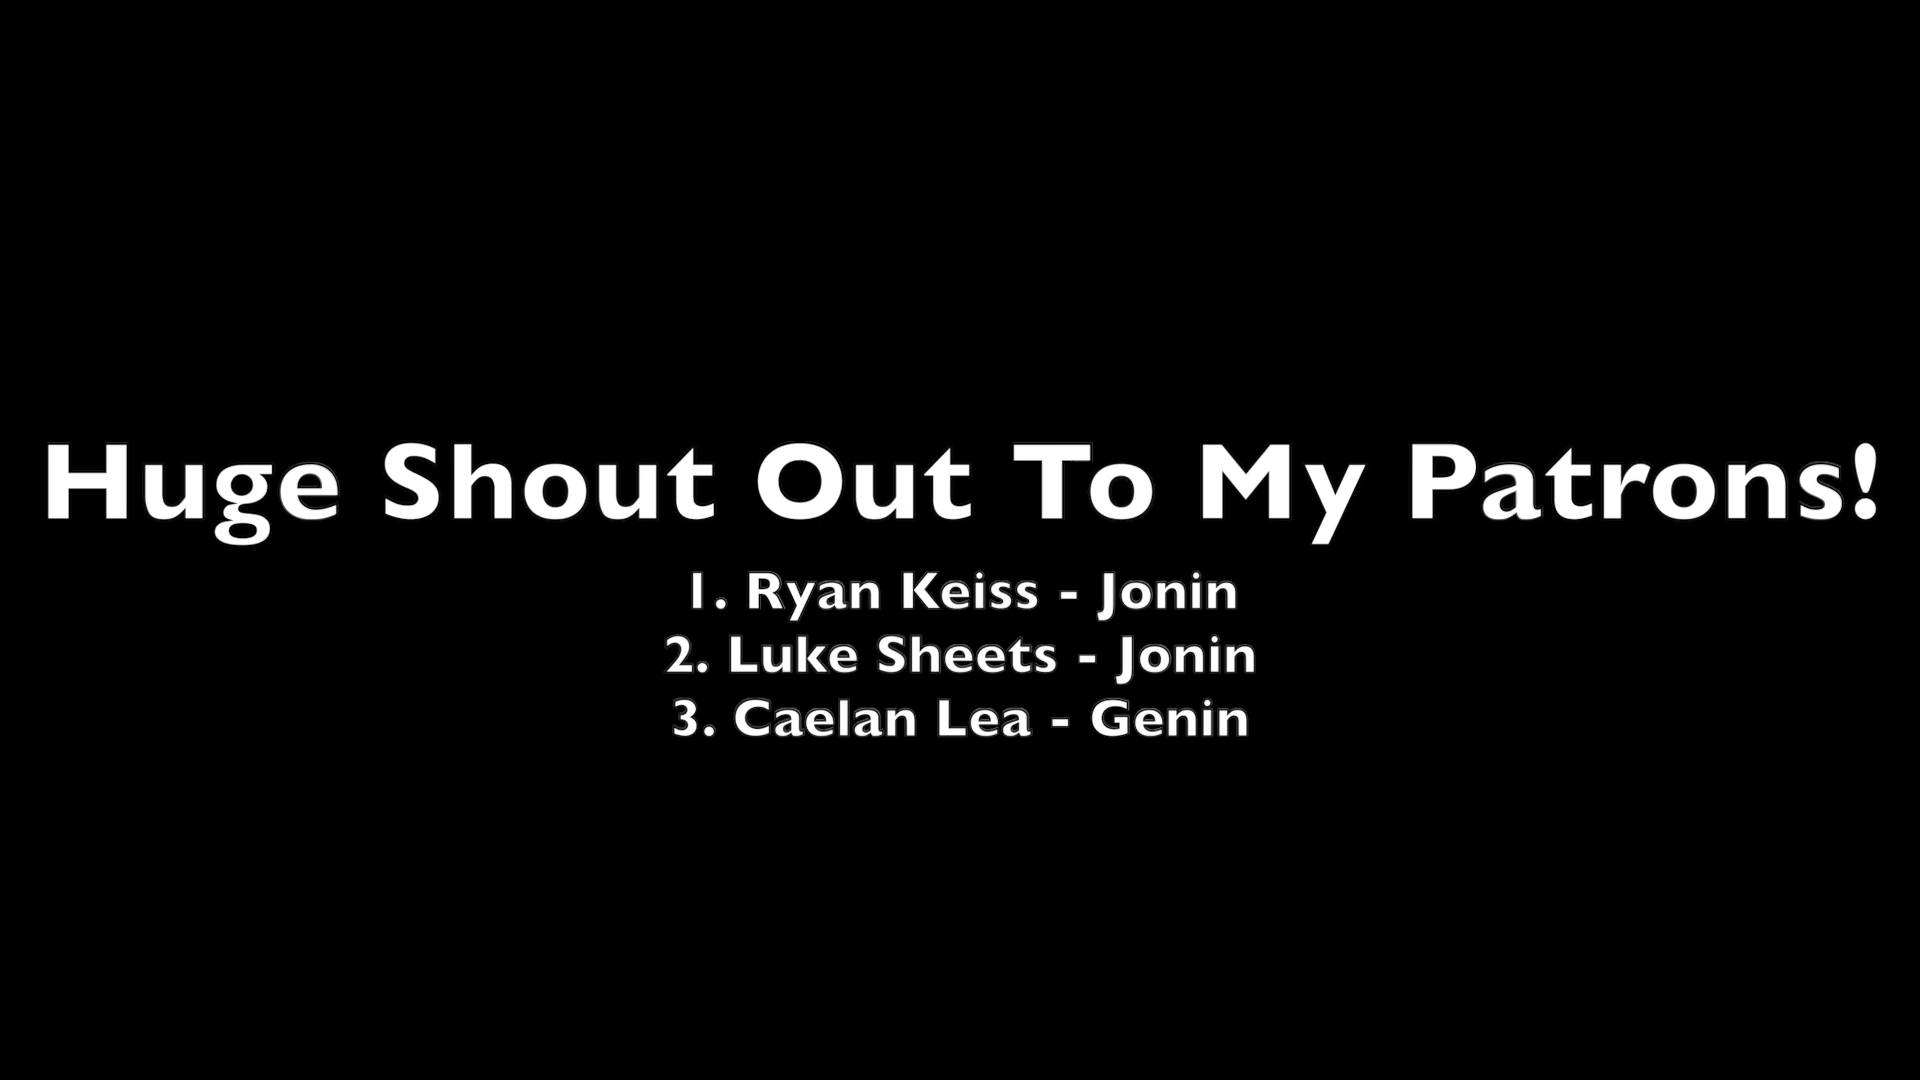 Huge Shout Out To My Patrons!
1. Ryan Keiss - Jonin
2. Luke Sheets - Jonin
3. Caelan Lea - Genin